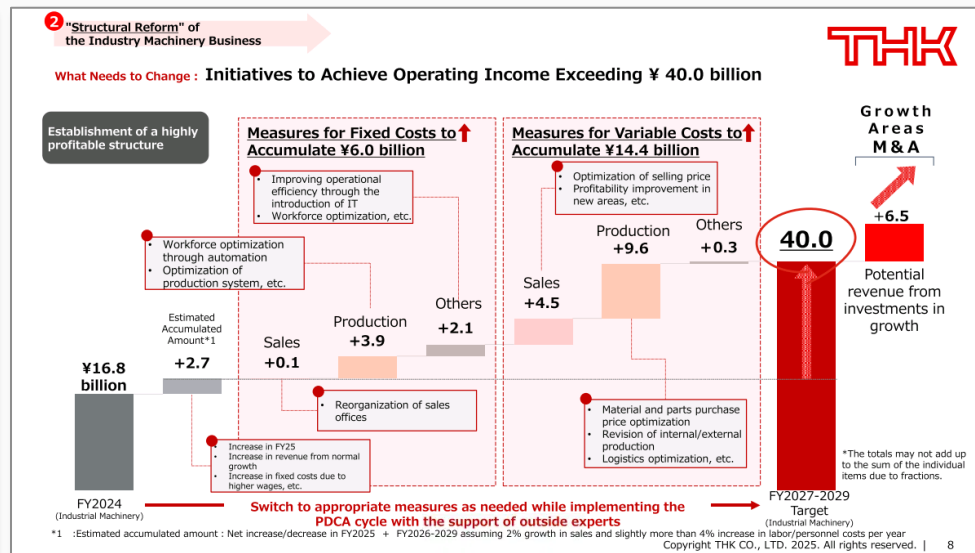 2
"Structural Reform" of
the Industry Machinery Business
THK
What Needs to Change : Initiatives to Achieve Operating Income Exceeding ¥ 40.0 billion
Establishment of a highly
profitable structure
Measures for Fixed Costs to
Accumulate ¥6.0 billion
• Improving operational
efficiency through the
introduction of IT
• Workforce optimization, etc.
• Workforce optimization
through automation
• Optimization of
production system, etc.
Measures for Variable Costs to
Accumulate ¥14.4 billion
• Optimization of selling price
• Profitability improvement in
new areas, etc.
Growth
Areas
M&A
¥16.8
billion
Estimated
Accumulated
Amount*1
+2.7
Sales
+0.1
Production
+3.9
Others
+2.1
Sales
+4.5
Production
+9.6
Others
+0.3
40.0
+6.5
Potential
revenue from
investments in
growth
• Reorganization of sales
offices
• Increase in FY25
• Increase in revenue from normal
growth
• Increase in fixed costs due to
higher wages, etc.
• Material and parts purchase
price optimization
• Revision of internal/external
production
• Logistics optimization, etc.
*The totals may not add up
to the sum of the individual
items due to fractions.
FY2024
(Industrial Machinery)
Switch to appropriate measures as needed while implementing the
PDCA cycle with the support of outside experts
FY2027-2029
Target
(Industrial Machinery)
*1 :Estimated accumulated amount : Net increase/decrease in FY2025 + FY2026-2029 assuming 2% growth in sales and slightly more than 4% increase in labor/personnel costs per year
Copyright THK CO., LTD. 2025. All rights reserved. | 8